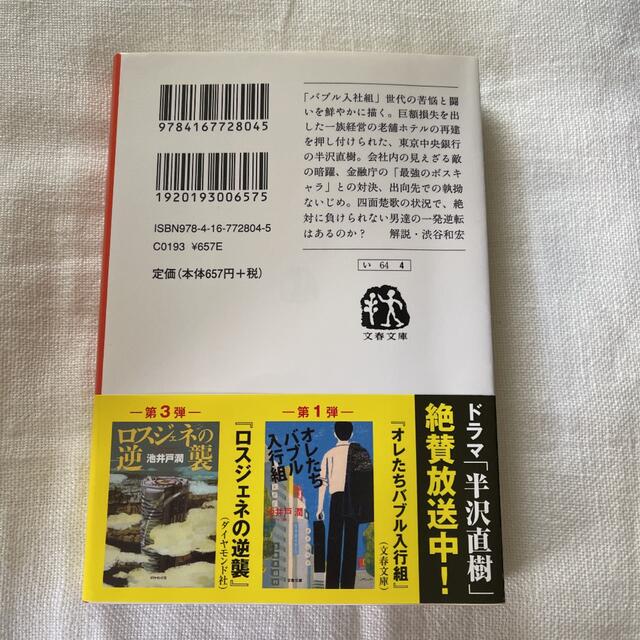 9784167728045
1920193006575
ISBN978-4-16-772804-5
C0193 ¥657E
定価(本体657円+税)
「バブル入社組」世代の苦悩と闘
いを鮮やかに描く。巨額損失を出
した一族経営の老舗ホテルの再建
を押し付けられた、東京中央銀行
の半沢直樹。会社内の見えざる敵
の暗躍、金融庁の「最強のボスキ
ャラ」との対決、出向先での執拗
ないじめ。四面楚歌の状況で、絶
対に負けられない男達の一発逆転
はあるのか? 解説・渋谷和宏
い 64 4
文春文庫
ドラマ「半沢直樹」
絶賛放送中!
第1弾
オレたち
バブル
入行組
池井戸 潤
文春文庫
『オレたちバブル入行組』
(文春文庫)
第3弾
ロスジェネの
逆襲
池井戸潤
『ロスジェネの逆襲』
(ダイヤモンド社)